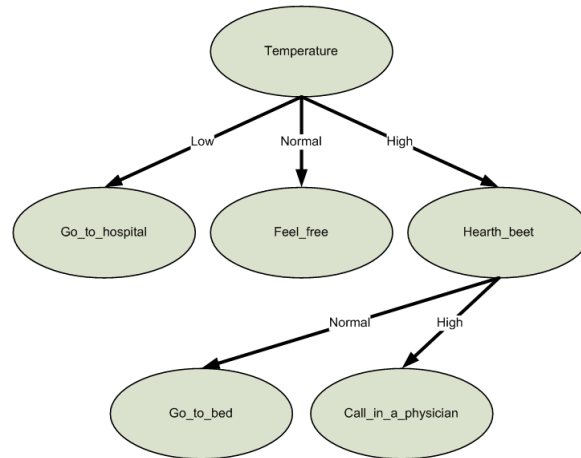 Temperature
Low
Normal
High
Go_to_hospital
Feel_free
Hearth_beet
Normal
High
Go_to_bed
Call_in_a_physician